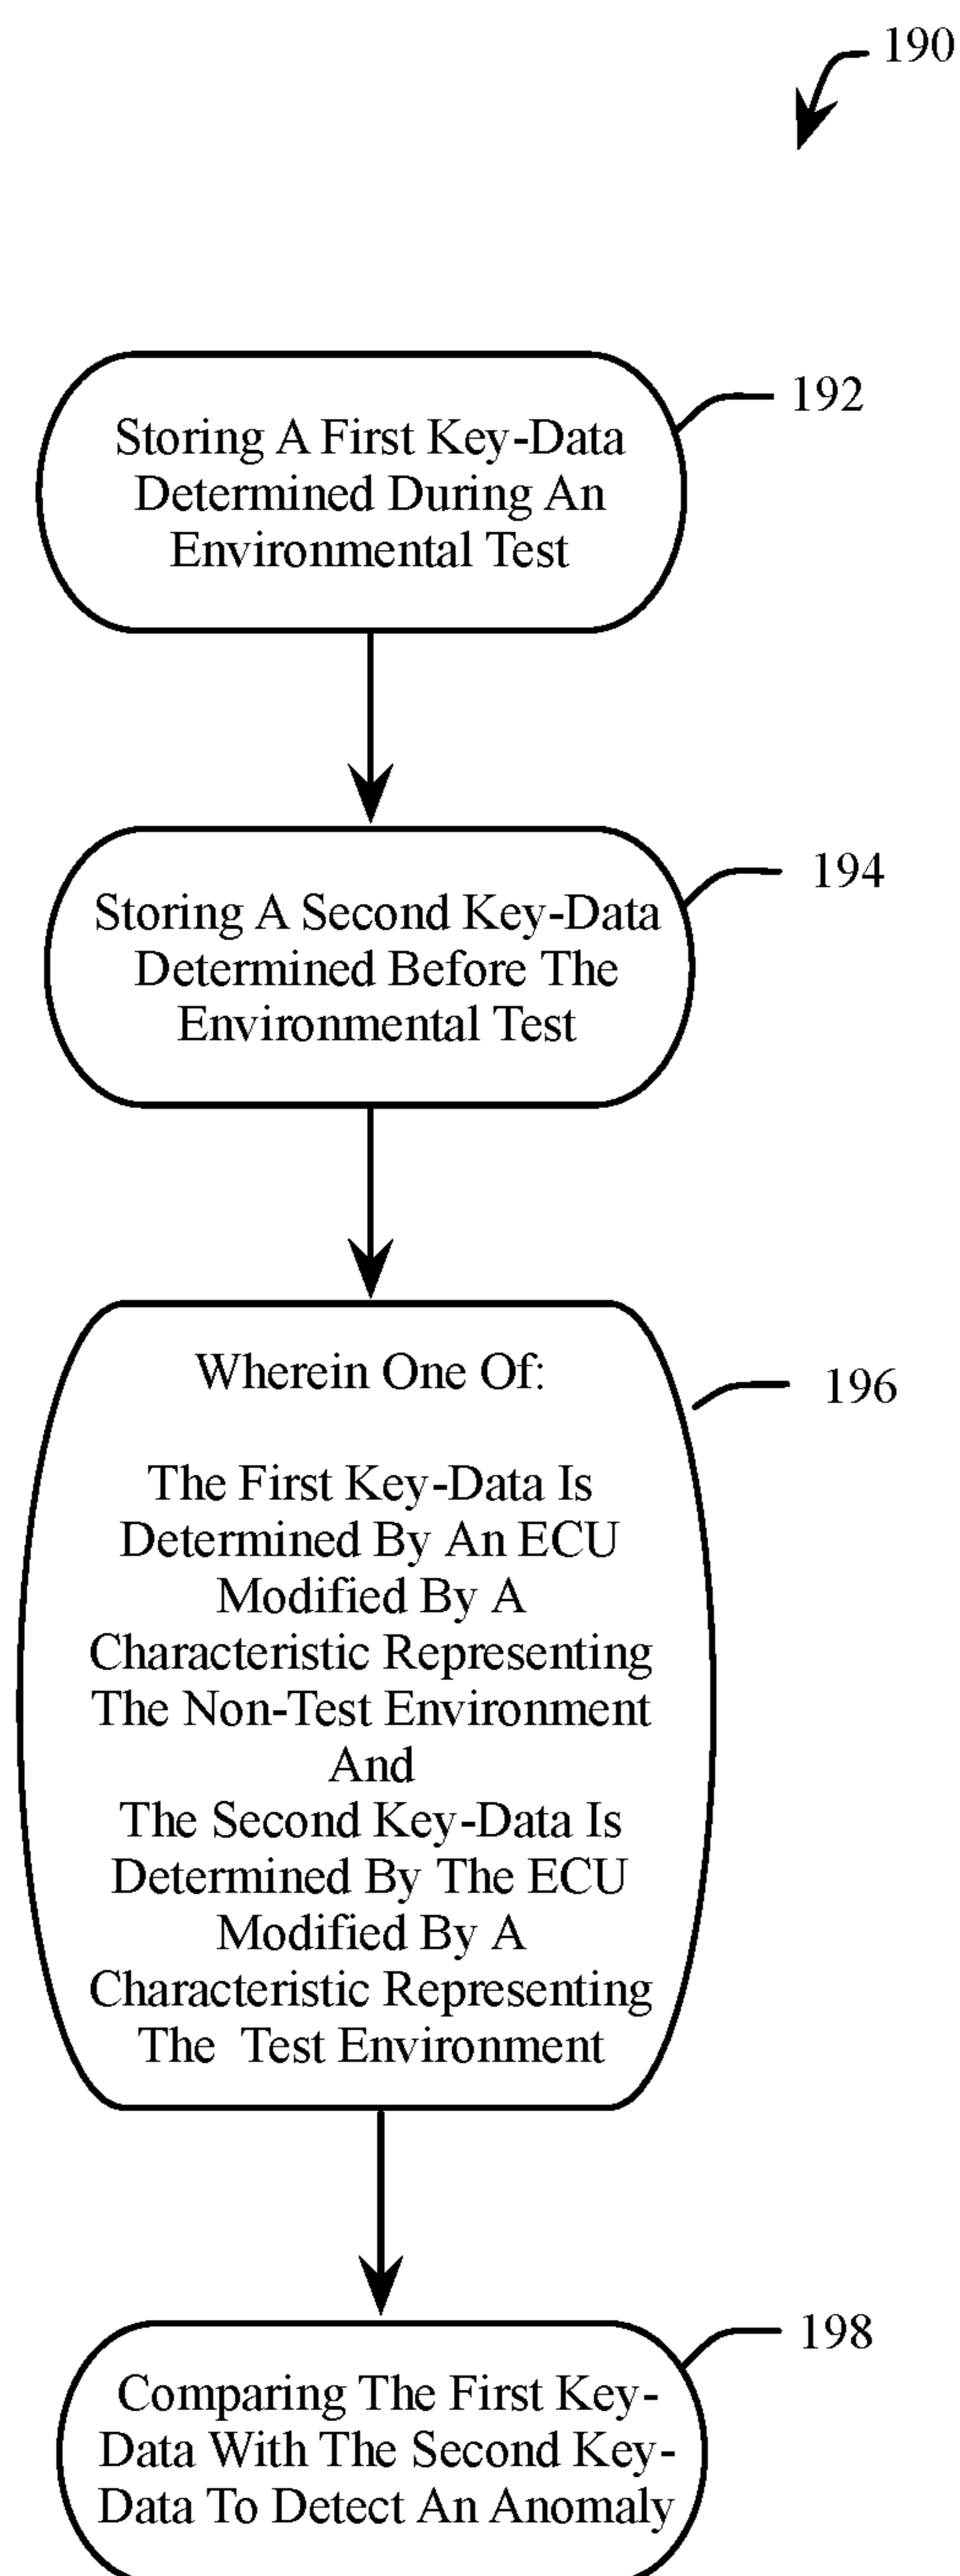 190
192
Storing A First Key-Data
Determined During An
Environmental Test
194
Storing A Second Key-Data
Determined Before The
Environmental Test
196
Wherein One Of:
The First Key-Data Is
Determined By An ECU
Modified By A
Characteristic Representing
The Non-Test Environment
And
The Second Key-Data Is
Determined By The ECU
Modified By A
Characteristic Representing
The Test Environment
198
Comparing The First Key-
Data With The Second Key-
Data To Detect An Anomaly